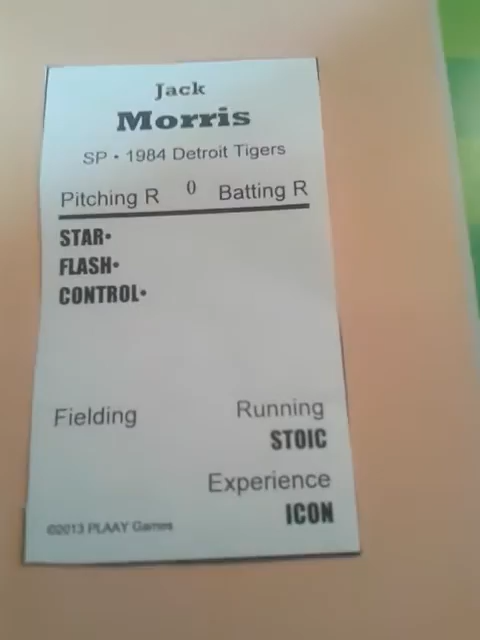 Jack
Morris
SP • 1984 Detroit Tigers
Pitching R 0 Batting R
STAR•
FLASH•
CONTROL•
Fielding Running
STOIC
Experience
ICON
©2013 PLAAY Games